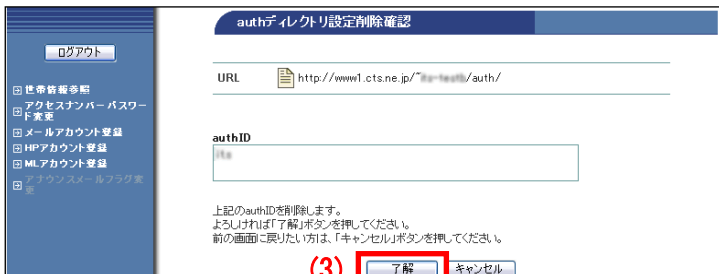 authディレクトリ設定削除確認
ログアウト
世帯情報参照
アクセスナンバーパスワー
ド変更
メールアカウント登録
HPアカウント登録
MLアカウント登録
アナウンスメールフラグ変
更
URL http://www1.cts.ne.jp/~/auth/
authID
上記のauthIDを削除します。
よろしければ「了解」ボタンを押してください。
前の画面に戻りたい方は、「キャンセル」ボタンを押してください。
(3) 了解 キャンセル